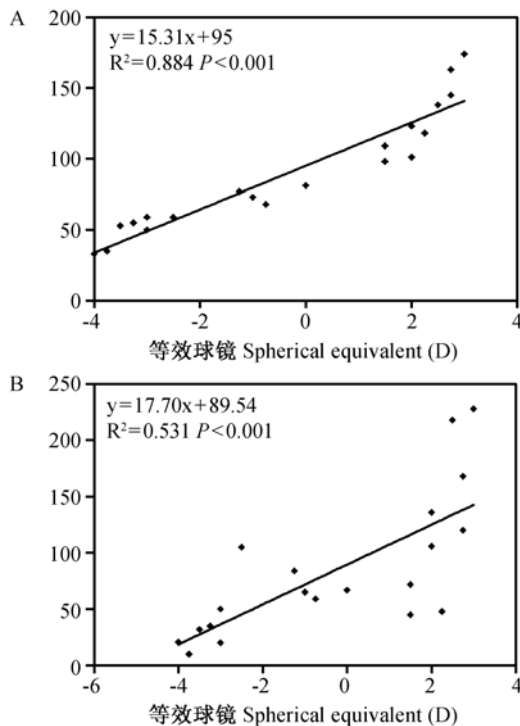 A
200
y=15.31x+95
R²=0.884 P<0.001
150
100
50
0
-4 -2 0 2 4
等效球镜 Spherical equivalent (D)
B
250
y=17.70x+89.54
R²=0.531 P<0.001
200
150
100
50
0
-6 -4 -2 0 2 4
等效球镜 Spherical equivalent (D)